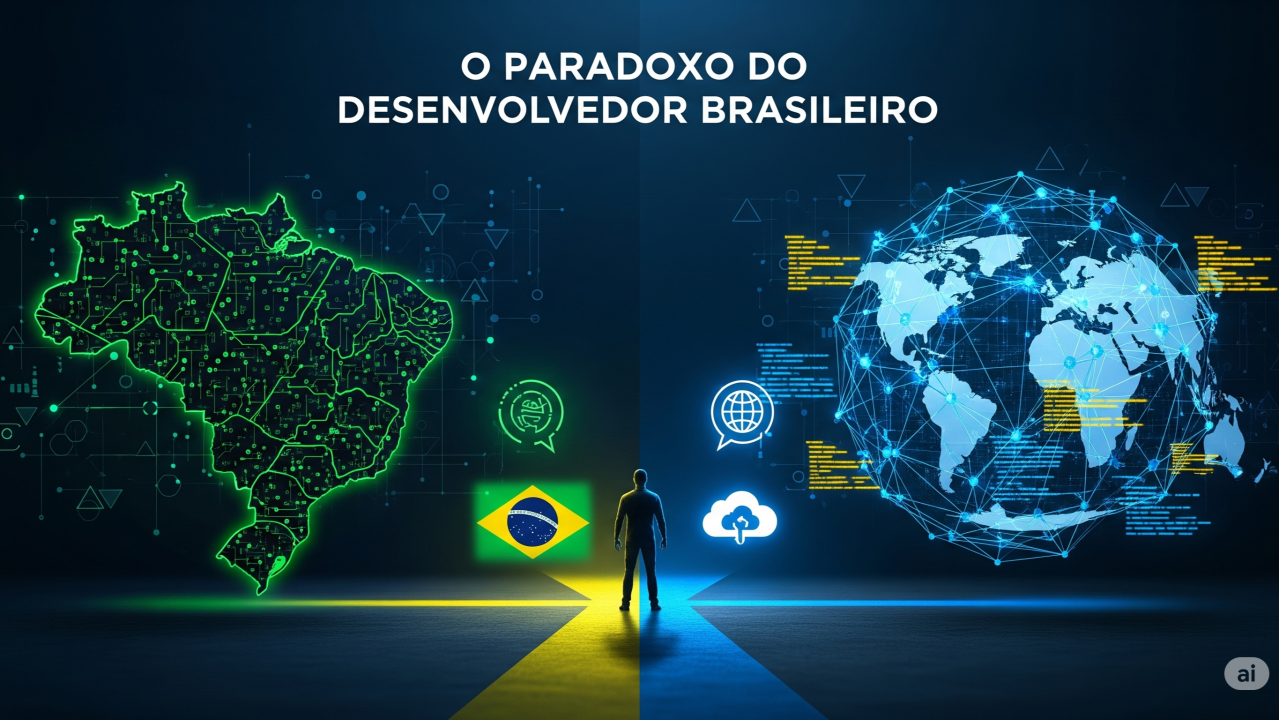 O PARADOXO DO
DESENVOLVEDOR BRASILEIRO
ai